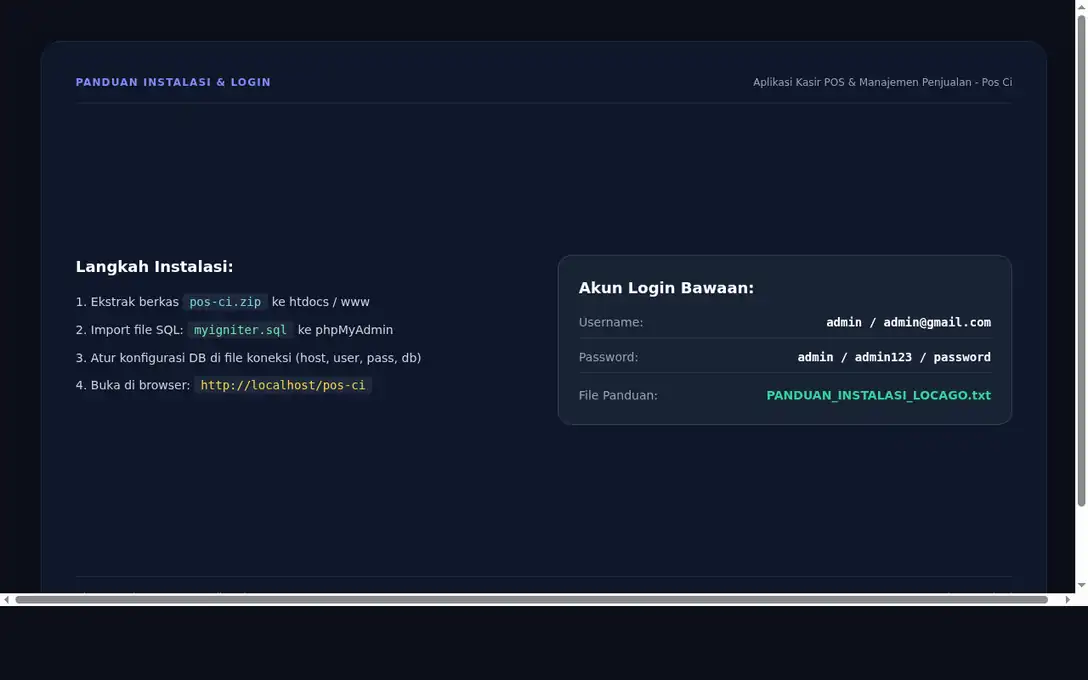 PANDUAN INSTALASI & LOGIN
Aplikasi Kasir POS & Manajemen Penjualan - Pos Ci
Langkah Instalasi:
1. Ekstrak berkas pos-ci.zip ke htdocs / www
2. Import file SQL: myigniter.sql ke phpMyAdmin
3. Atur konfigurasi DB di file koneksi (host, user, pass, db)
4. Buka di browser: http://localhost/pos-ci
Akun Login Bawaan:
Username: admin / admin@gmail.com
Password: admin / admin123 / password
File Panduan: PANDUAN_INSTALASI_LOCAGO.txt